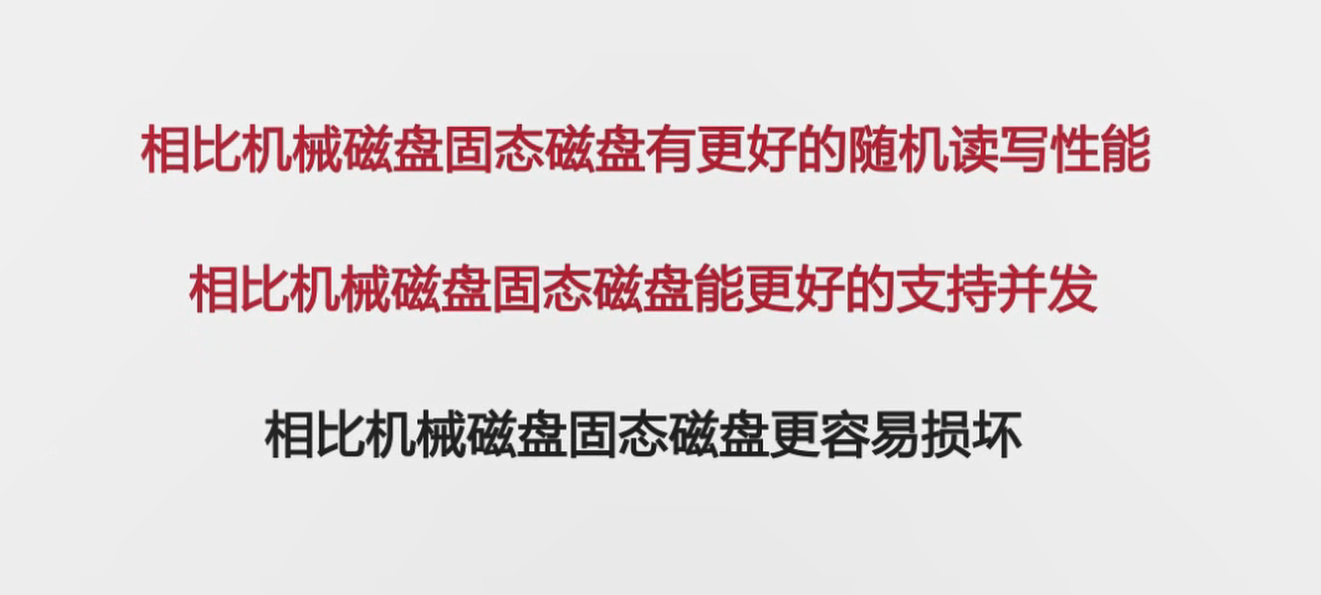 相比机械磁盘固态磁盘有更好的随机读写性能
相比机械磁盘固态磁盘能更好的支持并发
相比机械磁盘固态磁盘更容易损坏